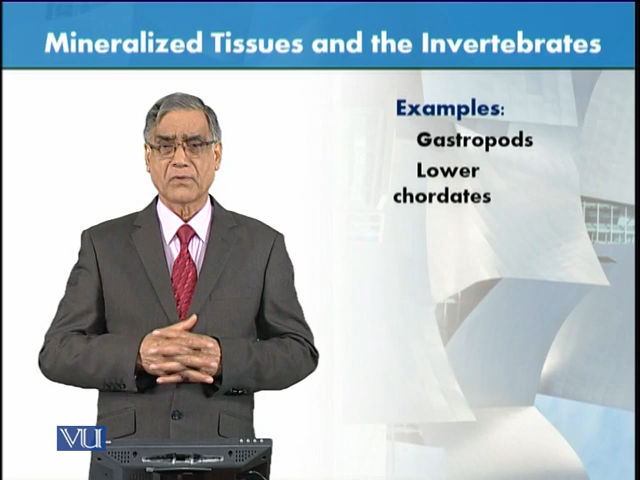 Mineralized Tissues and the Invertebrates
Examples:
Gastropods
Lower
chordates
VU